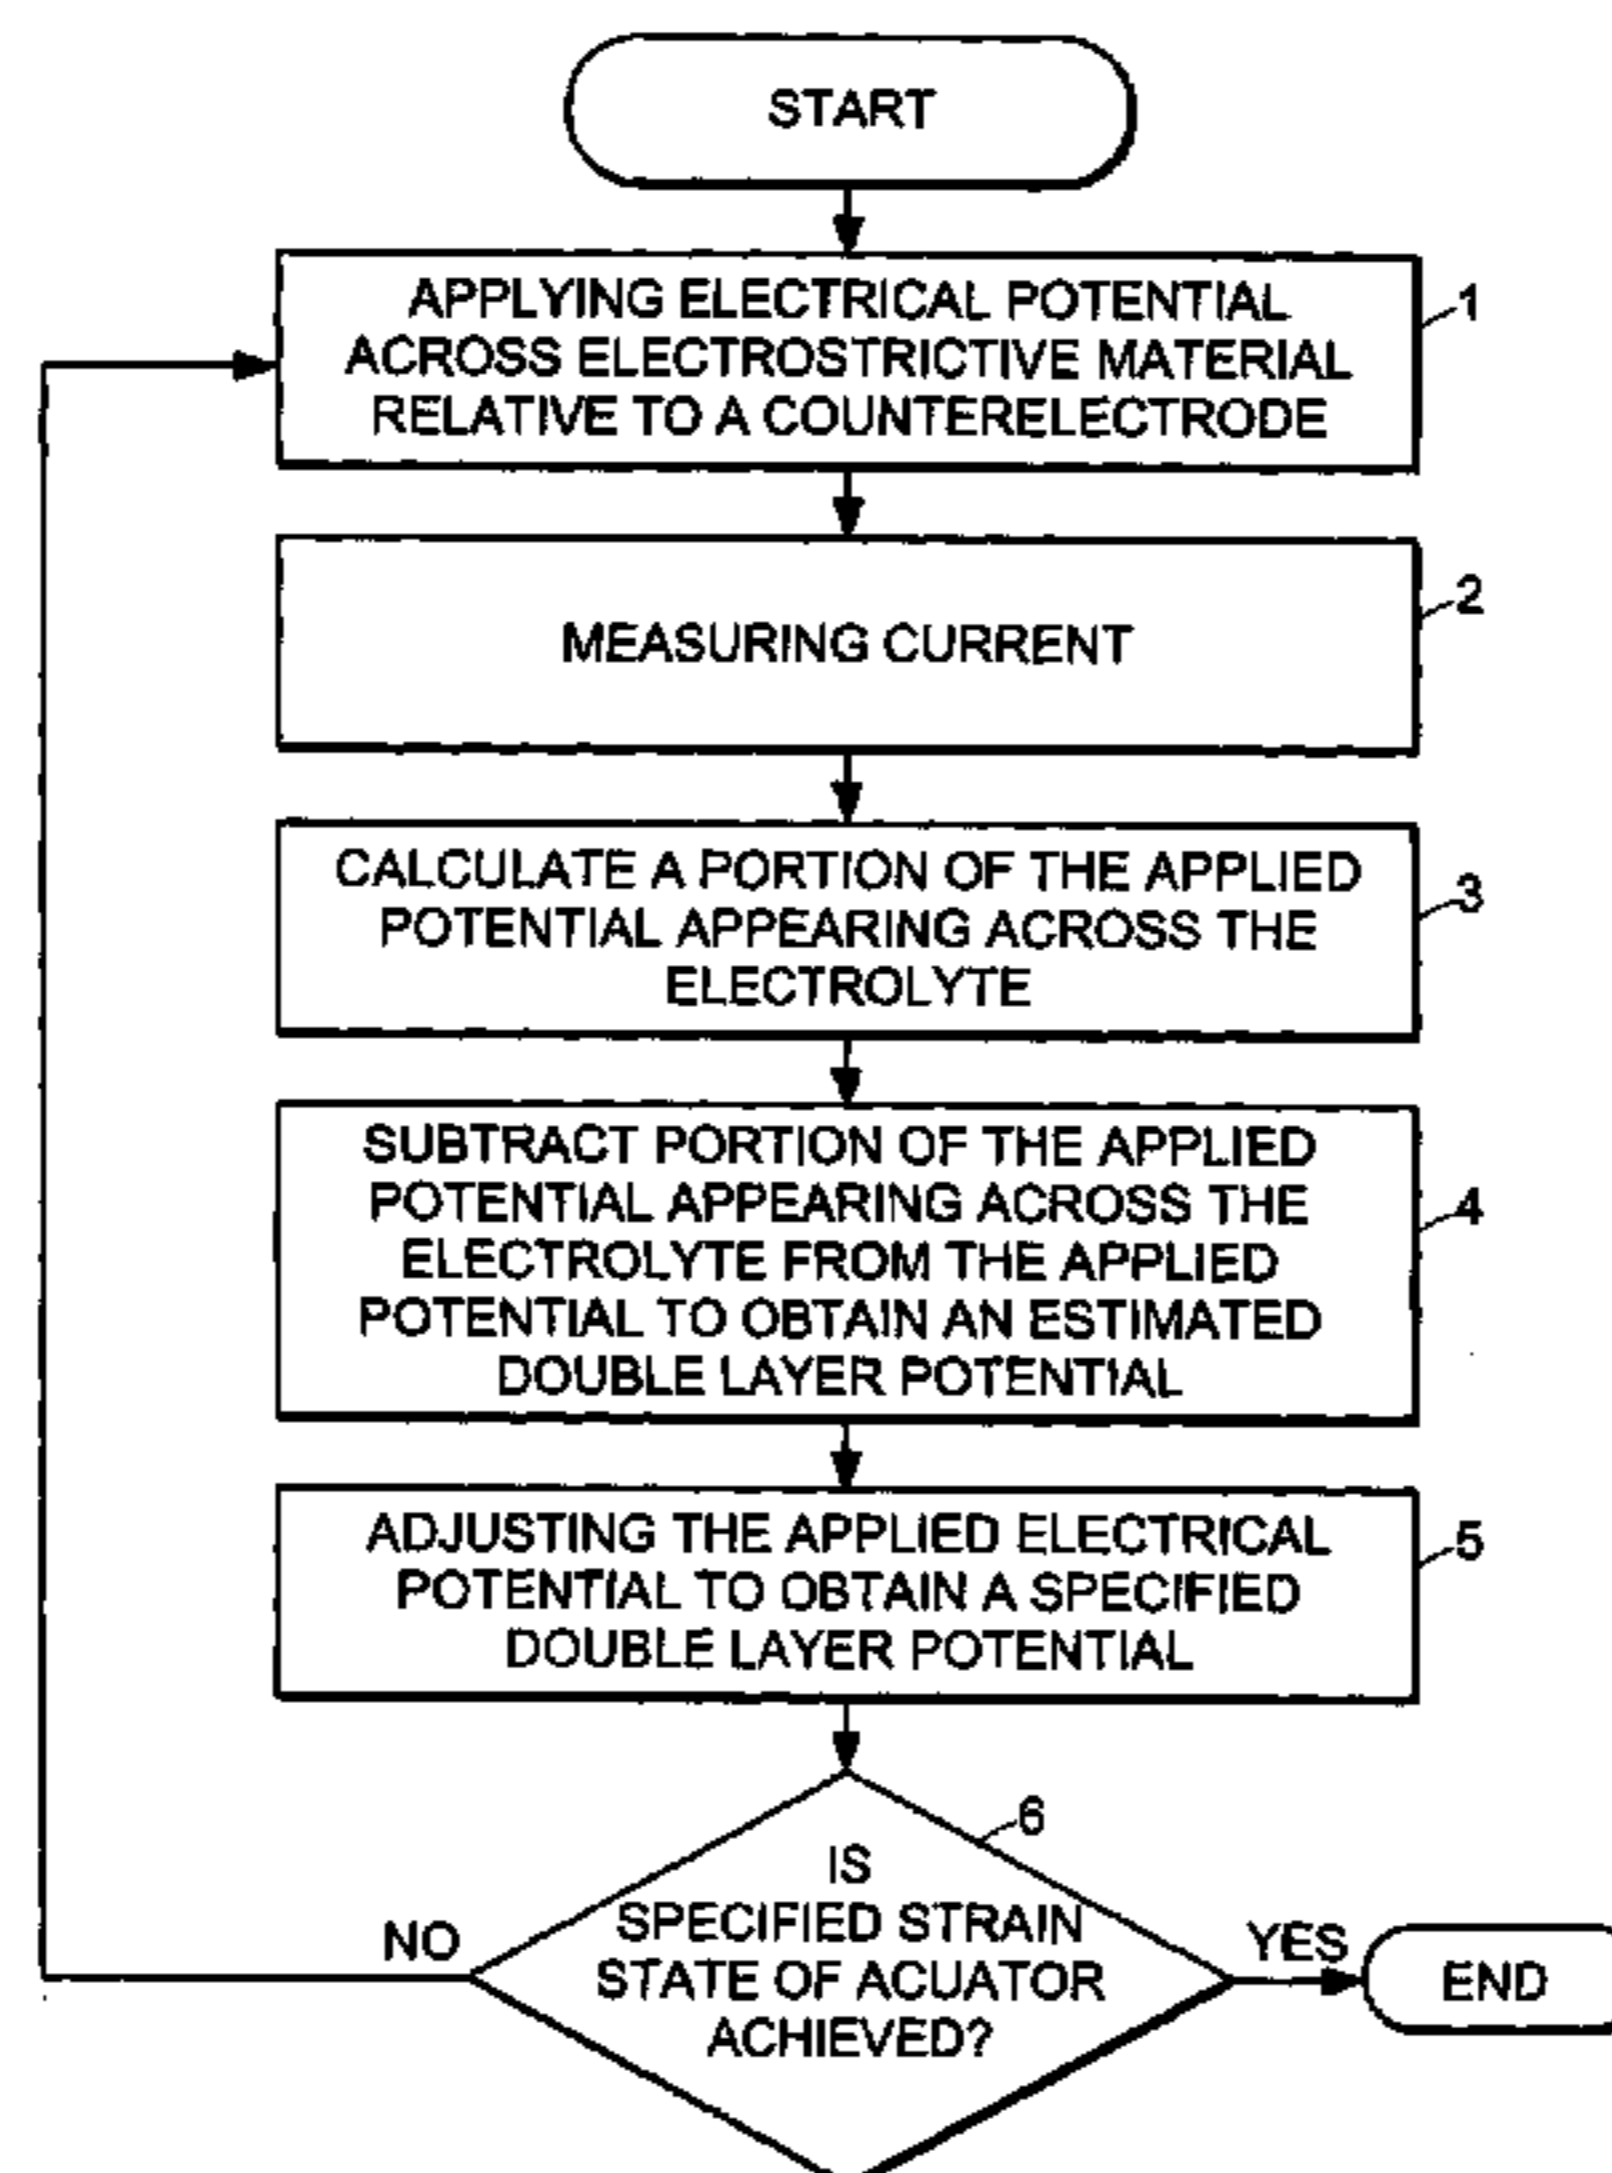 START
APPLYING ELECTRICAL POTENTIAL
ACROSS ELECTROSTRICTIVE MATERIAL
RELATIVE TO A COUNTERELECTRODE
1
MEASURING CURRENT
2
CALCULATE A PORTION OF THE APPLIED
POTENTIAL APPEARING ACROSS THE
ELECTROLYTE
3
SUBTRACT PORTION OF THE APPLIED
POTENTIAL APPEARING ACROSS THE
ELECTROLYTE FROM THE APPLIED
POTENTIAL TO OBTAIN AN ESTIMATED
DOUBLE LAYER POTENTIAL
4
ADJUSTING THE APPLIED ELECTRICAL
POTENTIAL TO OBTAIN A SPECIFIED
DOUBLE LAYER POTENTIAL
5
6
IS
SPECIFIED STRAIN
STATE OF ACUATOR
ACHIEVED?
NO
YES
END